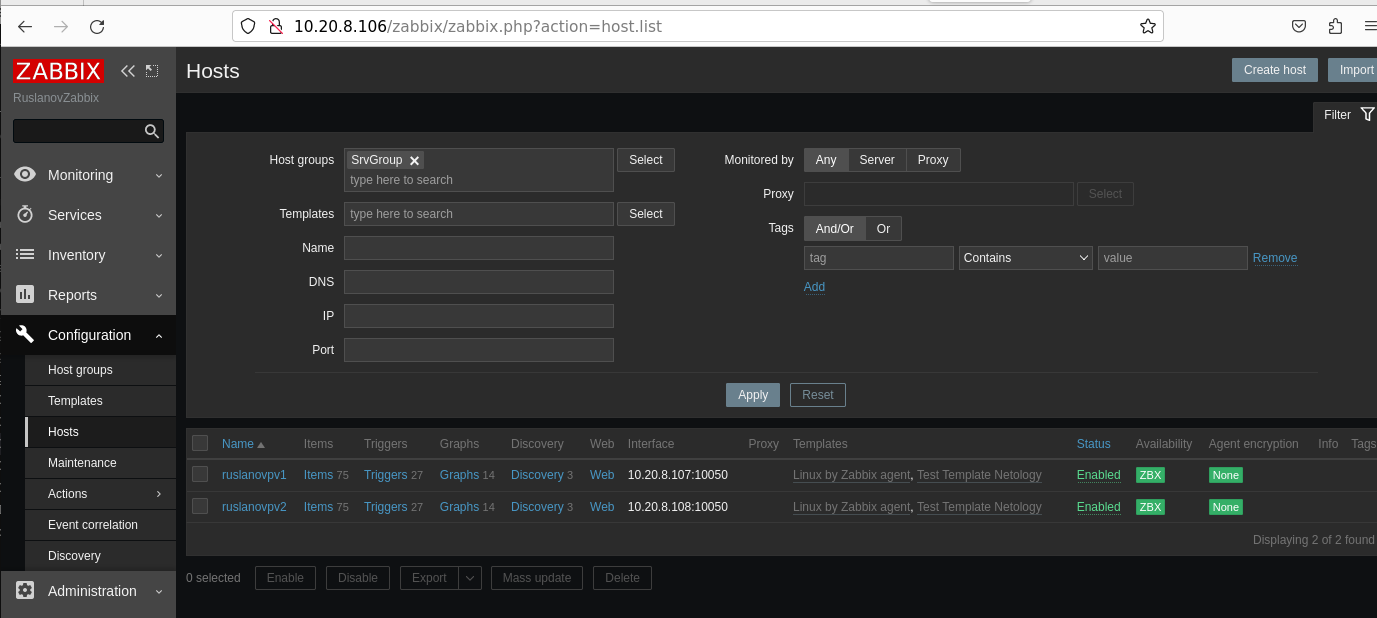 10.20.8.106/zabbix/zabbix.php?action=host.list
ZABBIX
RuslanovZabbix
Monitoring
Services
Inventory
Reports
Configuration
Host groups
Templates
Hosts
Maintenance
Actions
Event correlation
Discovery
Administration
Hosts
Create host
Import
Filter
Host groups
SrvGroup
type here to search
Select
Templates
type here to search
Select
Name
DNS
IP
Port
Monitored by
Any Server Proxy
Proxy
Select
Tags
And/Or Or
tag Contains value Remove
Add
Apply Reset
Name Items Triggers Graphs Discovery Web Interface Proxy Templates Status Availability Agent encryption Info Tags
ruslanovpv1 Items 75 Triggers 27 Graphs 14 Discovery 3 Web 10.20.8.107:10050 Linux by Zabbix agent, Test Template Netology Enabled ZBX None
ruslanovpv2 Items 75 Triggers 27 Graphs 14 Discovery 3 Web 10.20.8.108:10050 Linux by Zabbix agent, Test Template Netology Enabled ZBX None
Displaying 2 of 2 found
0 selected Enable Disable Export Mass update Delete